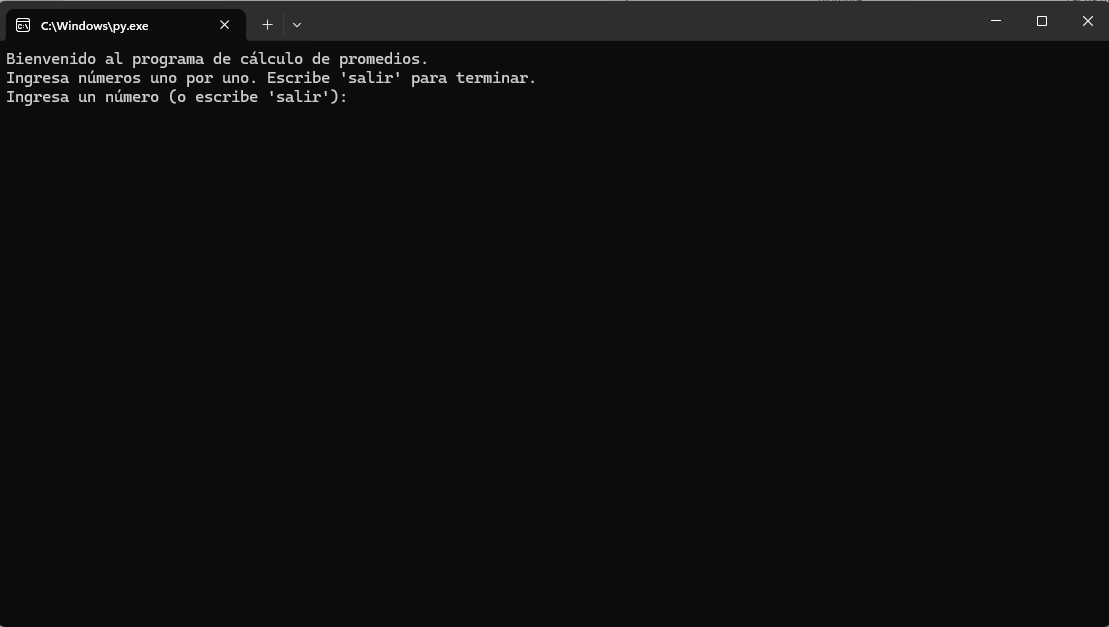 C:\Windows\py.exe
Bienvenido al programa de cálculo de promedios.
Ingresa números uno por uno. Escribe 'salir' para terminar.
Ingresa un número (o escribe 'salir'):